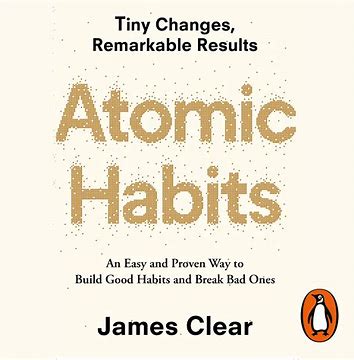 Tiny Changes,
Remarkable Results
Atomic
Habits
An Easy and Proven Way to
Build Good Habits and Break Bad Ones
James Clear